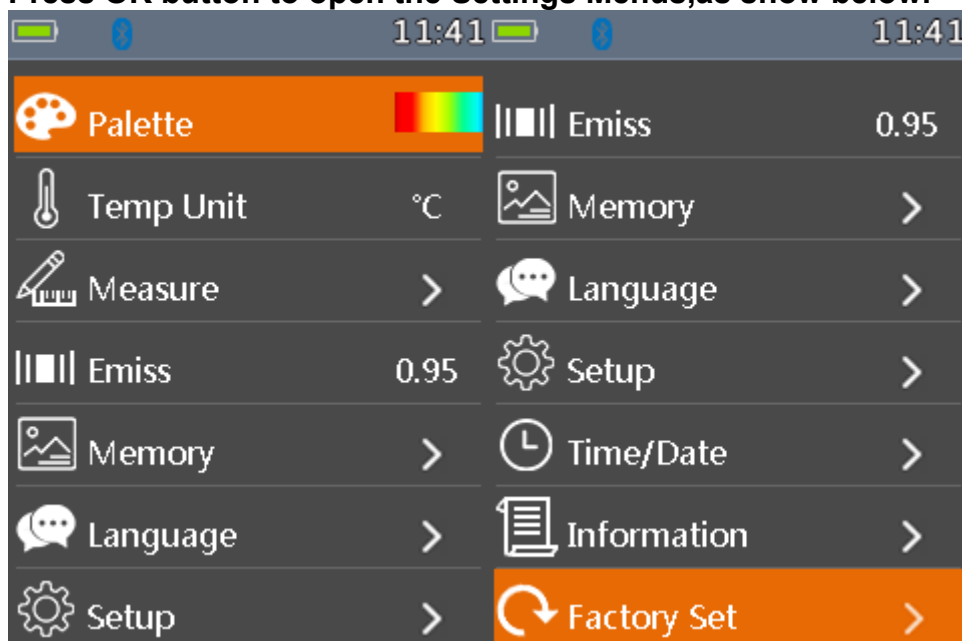 Press OK button to open the Settings Menus,as show below:
11:41
Palette
Temp Unit °C
Measure
Emiss 0.95
Memory
Language
Setup
11:41
Emiss 0.95
Memory
Language
Setup
Time/Date
Information
Factory Set